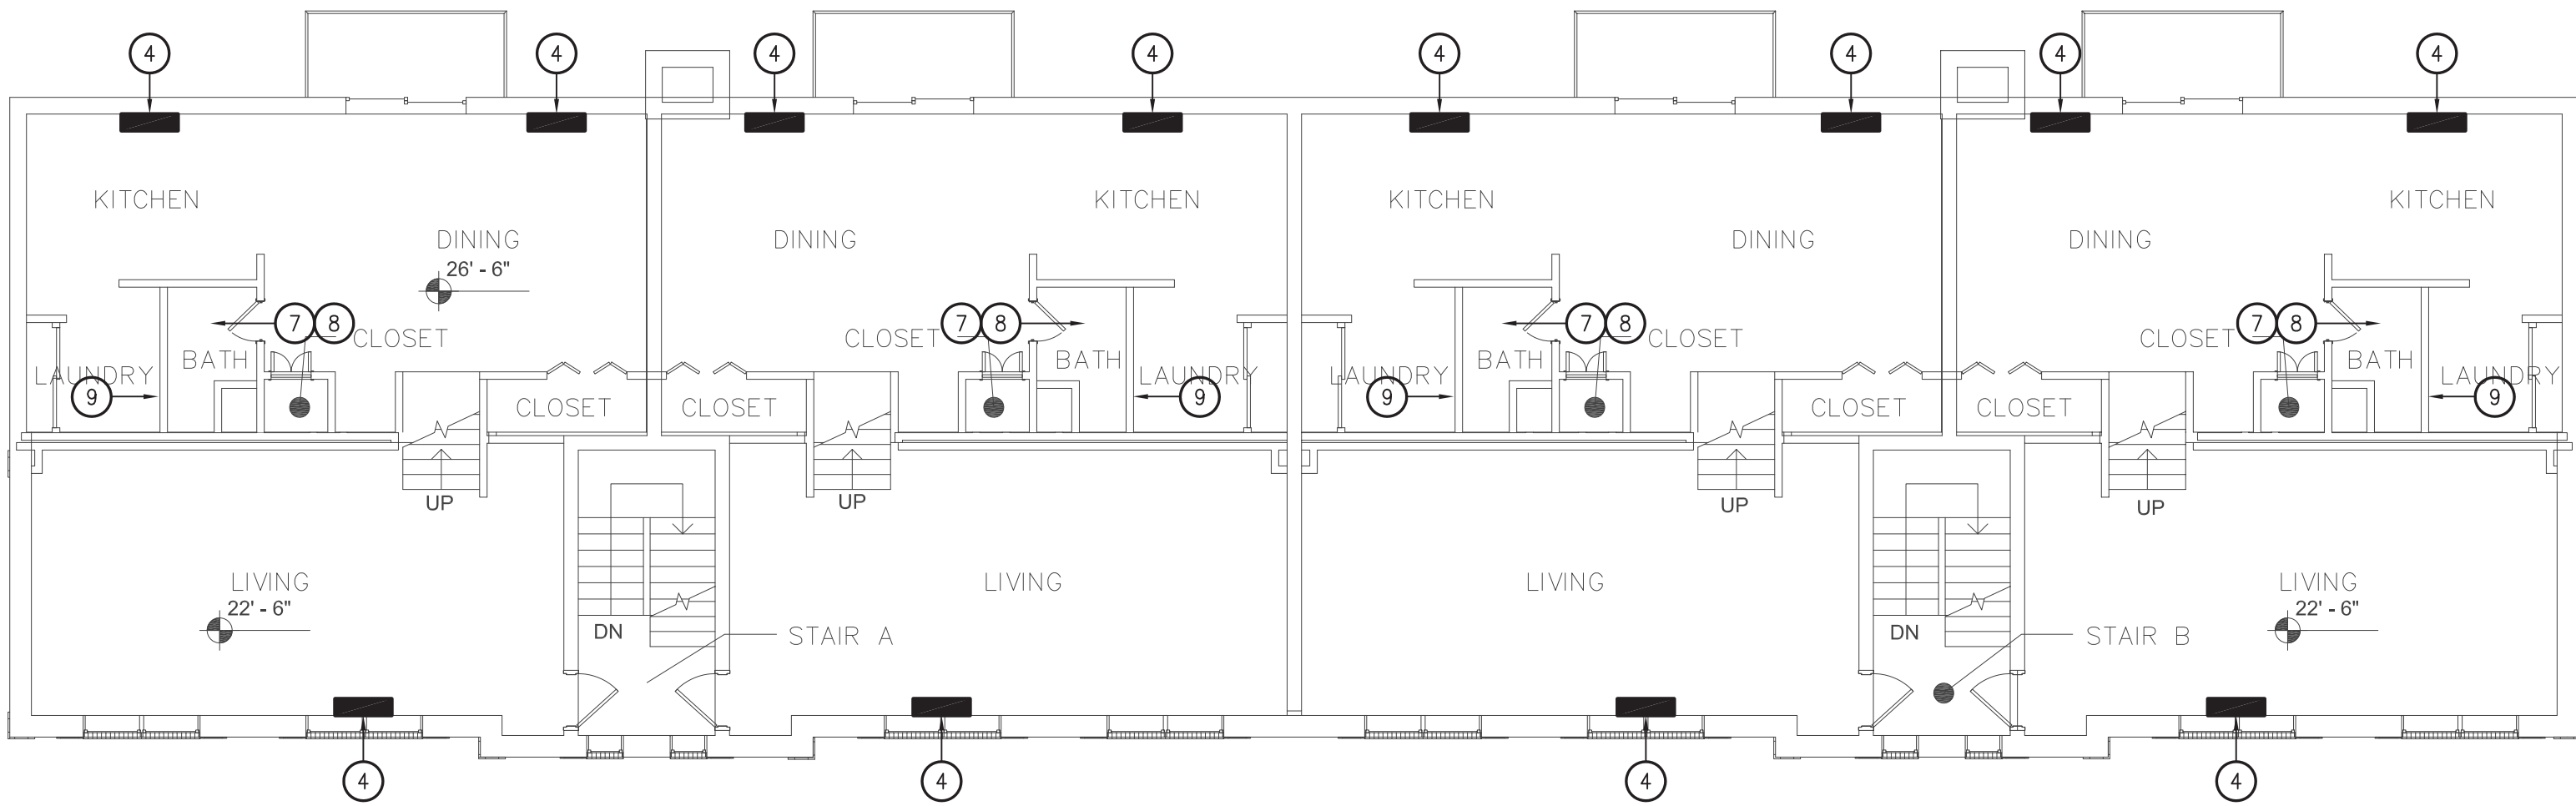 4 4 4 4 4 4 4 4
KITCHEN KITCHEN KITCHEN KITCHEN
DINING DINING DINING DINING
26' - 6"
7 8 CLOSET CLOSET 7 8 7 8 CLOSET CLOSET 7 8
BATH BATH BATH BATH
LAUNDRY LAUNDRY LAUNDRY LAUNDRY
9 9 9 9
CLOSET CLOSET CLOSET CLOSET
UP UP UP UP
LIVING LIVING LIVING LIVING
22' - 6" 22' - 6"
DN STAIR A DN STAIR B
4 4 4 4